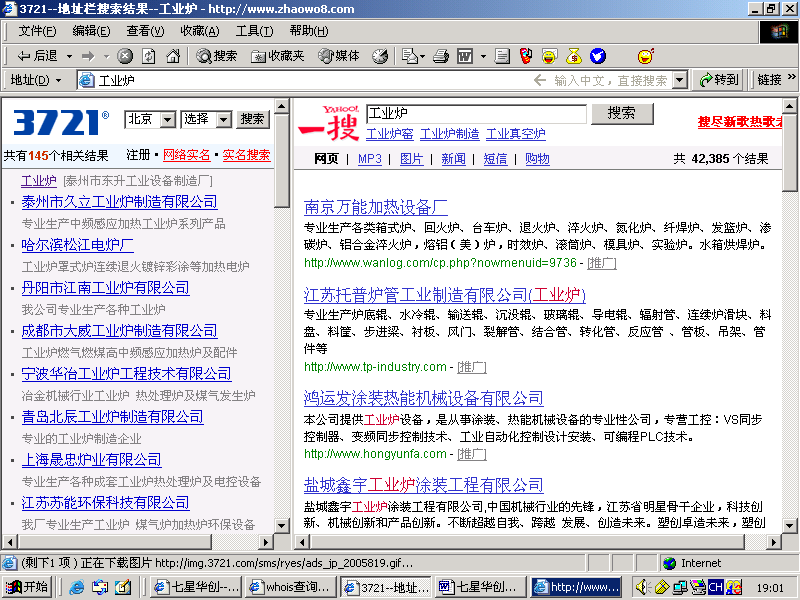 3721--地址栏搜索结果--工业炉 - http://www.zhaowo8.com
文件(F) 编辑(E) 查看(V) 收藏(A) 工具(T) 帮助(H)
后退 搜索 收藏夹 媒体
地址(D) 工业炉 输入中文，直接搜索 转到 链接 »
3721® 北京 选择 搜索
共有145个相关结果 注册·网络实名·实名搜索
工业炉 [泰州市东升工业设备制造厂]
· 泰州市久立工业炉制造有限公司
专业生产中频感应加热工业炉系列产品
· 哈尔滨松江电炉厂
工业炉罩式炉连续退火镀锌彩涂等加热电炉
· 丹阳市江南工业炉有限公司
我公司专业生产各种工业炉
· 成都市大威工业炉制造有限公司
工业炉燃气燃煤高中频感应加热炉及配件
· 宁波华冶工业炉工程技术有限公司
冶金机械行业工业炉 热处理炉及煤气发生炉
· 青岛北辰工业炉制造有限公司
专业的工业炉制造企业
· 上海晟忠炉业有限公司
专业生产各种成套工业炉热处理炉及电控设备
· 江苏苏能环保科技有限公司
我厂专业生产工业炉 煤气炉加热炉环保设备
YAHOO! 一搜 工业炉 搜索
工业炉窑 工业炉制造 工业真空炉
搜尽新歌热歌
网页 | MP3 | 图片 | 新闻 | 短信 | 购物 共 42,385 个结果
南京万能加热设备厂
专业生产各类箱式炉、回火炉、台车炉、退火炉、淬火炉、氮化炉、纤焊炉、发篮炉、渗
碳炉、铝合金淬火炉，熔铝（美）炉，时效炉、滚筒炉、模具炉、实验炉。水箱烘焊炉。
http://www.wanlog.com/cp.php?nowmenuid=9736 - [推广]
江苏托普炉管工业制造有限公司(工业炉)
专业生产炉底辊、水冷辊、输送辊、沉没辊、玻璃辊、导电辊、辐射管、连续炉滑块、料
盘、料筐、步进梁、衬板、风门、裂解管、结合管、转化管、反应管 、管板、吊架、管
件等
http://www.tp-industry.com - [推广]
鸿运发涂装热能机械设备有限公司
本公司提供工业炉设备，是从亊涂装、热能机械设备的专业性公司，专营工控：VS同步
控制器、变频同步控制技术、工业自动化控制设计安装、可编程PLC技术。
http://www.hongyunfa.com - [推广]
盐城鑫宇工业炉涂装工程有限公司
盐城鑫宇工业炉涂装工程有限公司,中国机械行业的先锋，江苏省明星骨干企业，科技创
新、机械创新和产品创新。不断超越自我、跨越 发展、创造未来。塑创卓造未来，塑创
(剩下1 项 ) 正在下载图片 http://img.3721.com/sms/ryes/ads_jp_2005819.gif... Internet
开始 七星华创-... whois查询... 3721--地址... 七星华创... http://www... CH 19:01